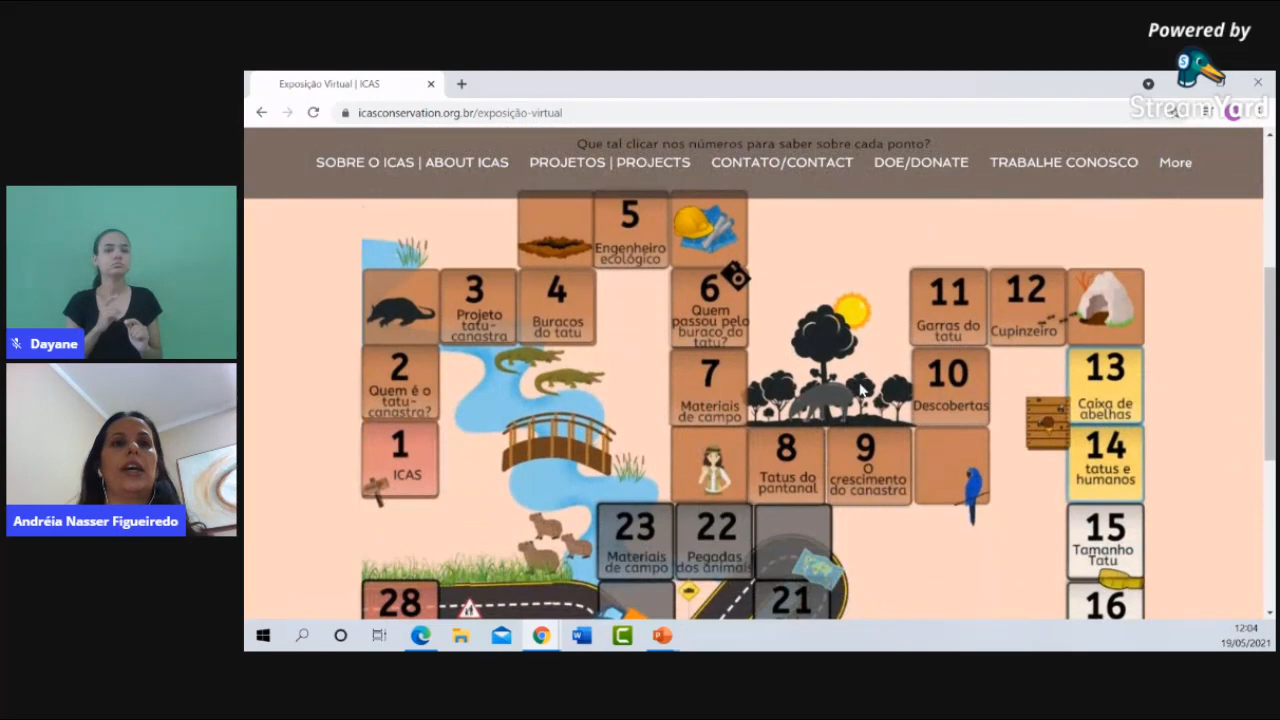 Powered by
StreamYard
Exposição Virtual | ICAS
icasconservation.org.br/exposição-virtual
Que tal clicar nos números para saber sobre cada ponto?
SOBRE O ICAS | ABOUT ICAS PROJETOS | PROJECTS CONTATO/CONTACT DOE/DONATE TRABALHE CONOSCO More
5
Engenheiro
ecológico
3
Projeto
tatu-
canastra
4
Buracos
do tatu
6
Quem
passou pelo
buraco do
tatu?
11
Garras do
tatu
12
Cupinzeiro
2
Quem é o
tatu-
canastra?
7
Materiais
de campo
10
Descobertas
13
Caixa de
abelhas
1
ICAS
8
Tatus do
pantanal
9
O
crescimento
do canastra
14
tatus e
humanos
23
Materiais
de campo
22
Pegadas
dos animais
15
Tamanho
Tatu
28
21
16
Dayane
Andréia Nasser Figueiredo
12:04
19/05/2021